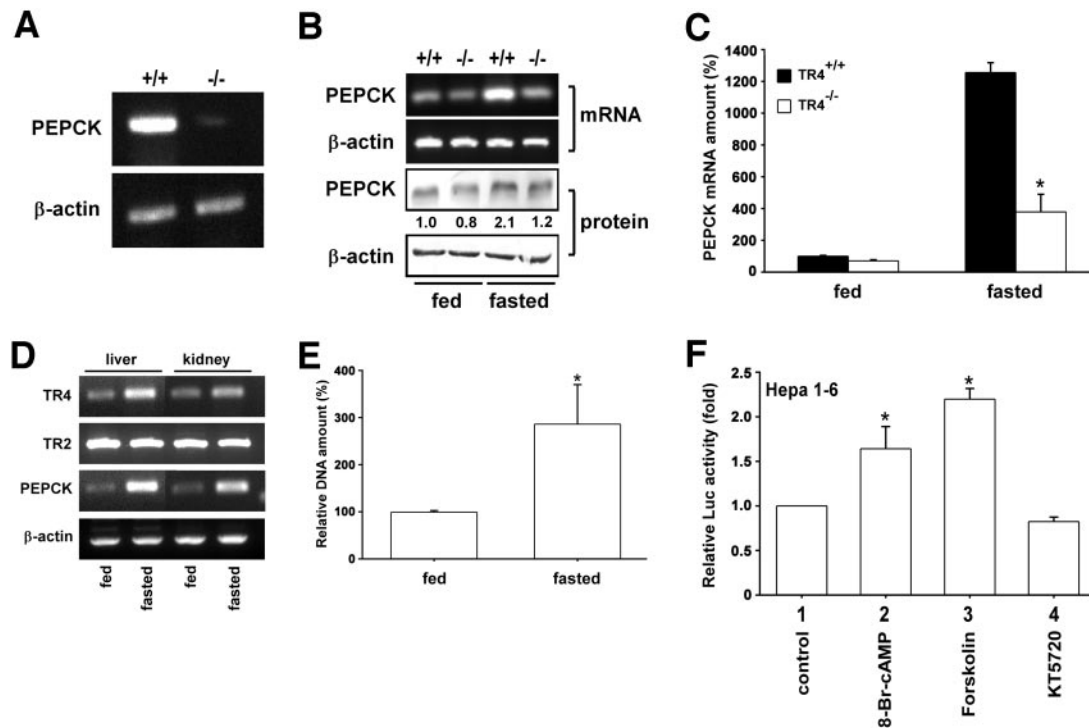 A
+/+ -/-
PEPCK
β-actin
B
+/+ -/- +/+ -/-
PEPCK
β-actin
mRNA
PEPCK
1.0 0.8 2.1 1.2
β-actin
protein
fed fasted
C
PEPCK mRNA amount (%)
1400
1200
1000
800
600
400
200
0
TR4+/+
TR4-/-
*
fed fasted
D
liver kidney
TR4
TR2
PEPCK
β-actin
fed fasted fed fasted
E
Relative DNA amount (%)
400
300
200
100
0
*
fed fasted
F
Relative Luc activity (fold)
2.5
2.0
1.5
1.0
0.5
0.0
Hepa 1-6
*
*
1 2 3 4
control
8-Br-cAMP
Forskolin
KT5720